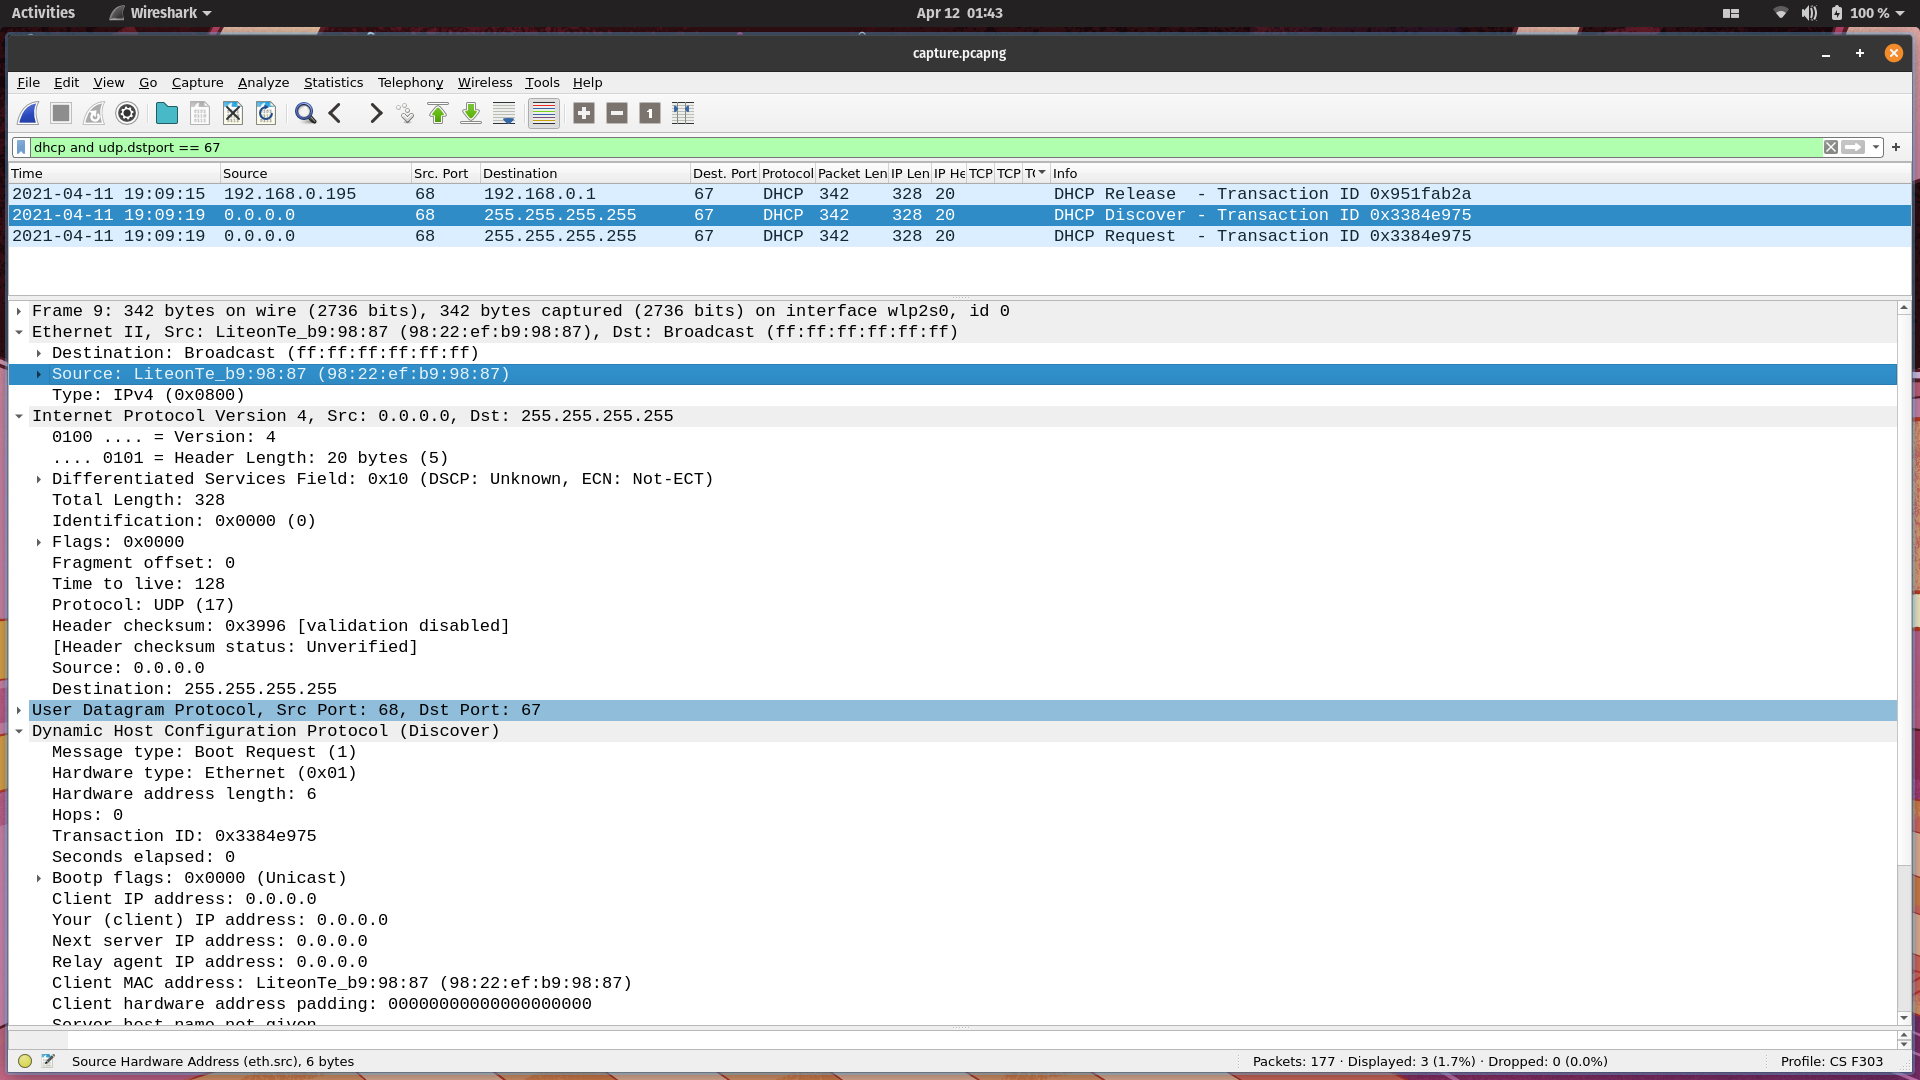 Activities Wireshark Apr 12 01:43 100 %
capture.pcapng
File Edit View Go Capture Analyze Statistics Telephony Wireless Tools Help
dhcp and udp.dstport == 67
Time Source Src. Port Destination Dest. Port Protocol Packet Len IP Len IP He TCP TCP T( Info
2021-04-11 19:09:15 192.168.0.195 68 192.168.0.1 67 DHCP 342 328 20 DHCP Release - Transaction ID 0x951fab2a
2021-04-11 19:09:19 0.0.0.0 68 255.255.255.255 67 DHCP 342 328 20 DHCP Discover - Transaction ID 0x3384e975
2021-04-11 19:09:19 0.0.0.0 68 255.255.255.255 67 DHCP 342 328 20 DHCP Request - Transaction ID 0x3384e975
Frame 9: 342 bytes on wire (2736 bits), 342 bytes captured (2736 bits) on interface wlp2s0, id 0
Ethernet II, Src: LiteonTe_b9:98:87 (98:22:ef:b9:98:87), Dst: Broadcast (ff:ff:ff:ff:ff:ff)
Destination: Broadcast (ff:ff:ff:ff:ff:ff)
Source: LiteonTe_b9:98:87 (98:22:ef:b9:98:87)
Type: IPv4 (0x0800)
Internet Protocol Version 4, Src: 0.0.0.0, Dst: 255.255.255.255
0100 .... = Version: 4
.... 0101 = Header Length: 20 bytes (5)
Differentiated Services Field: 0x10 (DSCP: Unknown, ECN: Not-ECT)
Total Length: 328
Identification: 0x0000 (0)
Flags: 0x0000
Fragment offset: 0
Time to live: 128
Protocol: UDP (17)
Header checksum: 0x3996 [validation disabled]
[Header checksum status: Unverified]
Source: 0.0.0.0
Destination: 255.255.255.255
User Datagram Protocol, Src Port: 68, Dst Port: 67
Dynamic Host Configuration Protocol (Discover)
Message type: Boot Request (1)
Hardware type: Ethernet (0x01)
Hardware address length: 6
Hops: 0
Transaction ID: 0x3384e975
Seconds elapsed: 0
Bootp flags: 0x0000 (Unicast)
Client IP address: 0.0.0.0
Your (client) IP address: 0.0.0.0
Next server IP address: 0.0.0.0
Relay agent IP address: 0.0.0.0
Client MAC address: LiteonTe_b9:98:87 (98:22:ef:b9:98:87)
Client hardware address padding: 00000000000000000000
Server host name not given
Source Hardware Address (eth.src), 6 bytes Packets: 177 · Displayed: 3 (1.7%) · Dropped: 0 (0.0%) Profile: CS F303